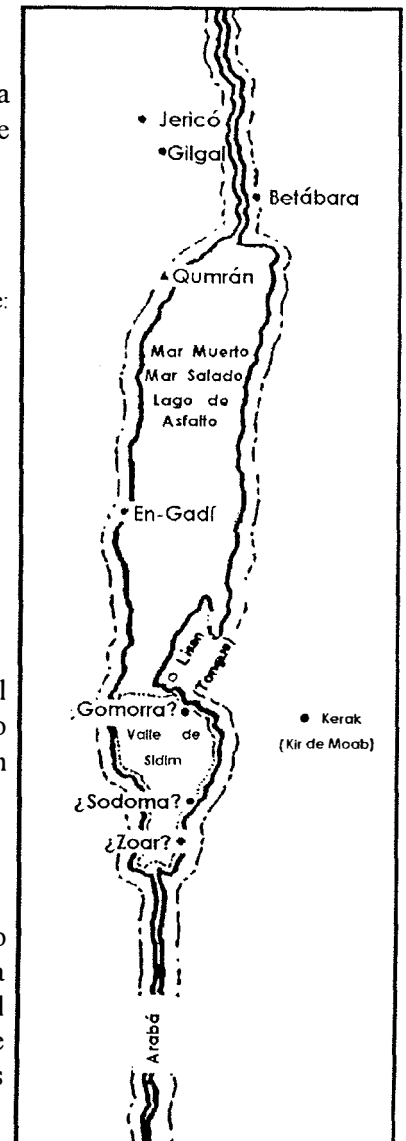 a
e
e:
l
o
n
o
a
l
e
s
Jericó
Gilgal
Betábara
Qumrán
Mar Muerto
Mar Salado
Lago de
Asfalto
En-Gadí
Lisan
(Tongue)
Gomorra?
Valle de
Sidim
Kerak
(Kir de Moab)
¿Sodoma?
¿Zoar?
Arabá